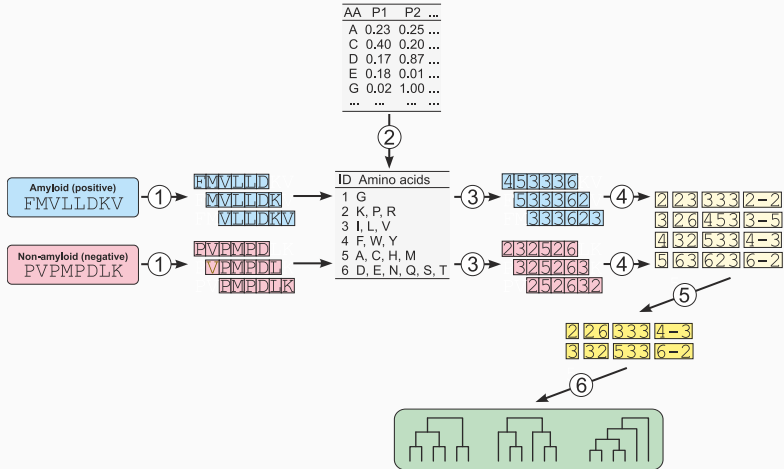 AA P1 P2 ...
A 0.23 0.25 ...
C 0.40 0.20 ...
D 0.17 0.87 ...
E 0.18 0.01 ...
G 0.02 1.00 ...
... ... ...
2
Amyloid (positive)
FMVLLDKV
1
FMVLLD
MVLLDK
VLLDKV
ID Amino acids
1 G
2 K, P, R
3 I, L, V
4 F, W, Y
5 A, C, H, M
6 D, E, N, Q, S, T
3
453336
533362
333623
4
Non-amyloid (negative)
PVPMPDLK
1
PVPMPD
VPMPDL
PMPDLK
3
232526
325263
252632
4
2 23 333 2-2
3 26 453 3-5
4 32 533 4-3
5 63 623 6-2
5
2 26 333 4-3
3 32 533 6-2
6